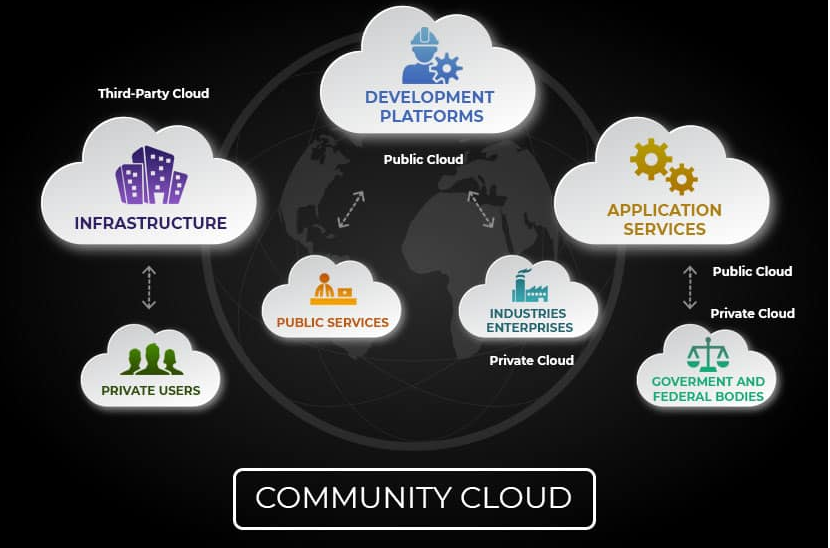 DEVELOPMENT
PLATFORMS
Third-Party Cloud
Public Cloud
INFRASTRUCTURE
APPLICATION
SERVICES
Public Cloud
Private Cloud
PUBLIC SERVICES
INDUSTRIES
ENTERPRISES
Private Cloud
PRIVATE USERS
GOVERMENT AND
FEDERAL BODIES
COMMUNITY CLOUD